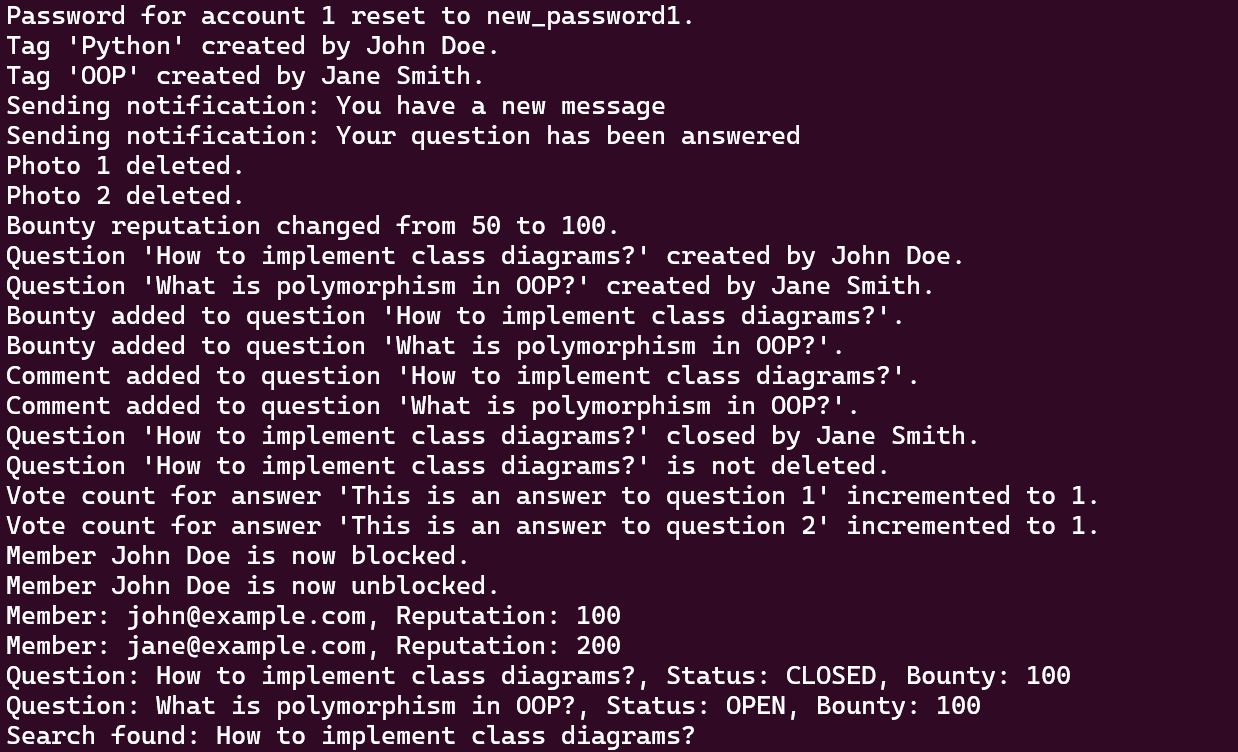 Password for account 1 reset to new_password1.
Tag 'Python' created by John Doe.
Tag 'OOP' created by Jane Smith.
Sending notification: You have a new message
Sending notification: Your question has been answered
Photo 1 deleted.
Photo 2 deleted.
Bounty reputation changed from 50 to 100.
Question 'How to implement class diagrams?' created by John Doe.
Question 'What is polymorphism in OOP?' created by Jane Smith.
Bounty added to question 'How to implement class diagrams?'.
Bounty added to question 'What is polymorphism in OOP?'.
Comment added to question 'How to implement class diagrams?'.
Comment added to question 'What is polymorphism in OOP?'.
Question 'How to implement class diagrams?' closed by Jane Smith.
Question 'How to implement class diagrams?' is not deleted.
Vote count for answer 'This is an answer to question 1' incremented to 1.
Vote count for answer 'This is an answer to question 2' incremented to 1.
Member John Doe is now blocked.
Member John Doe is now unblocked.
Member: john@example.com, Reputation: 100
Member: jane@example.com, Reputation: 200
Question: How to implement class diagrams?, Status: CLOSED, Bounty: 100
Question: What is polymorphism in OOP?, Status: OPEN, Bounty: 100
Search found: How to implement class diagrams?